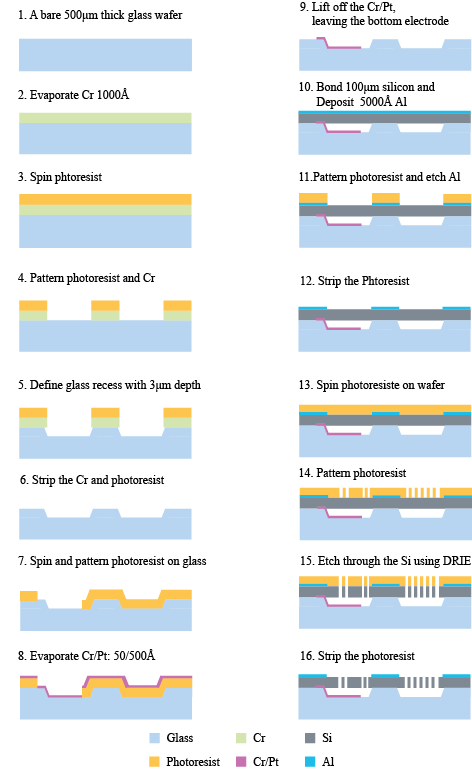 1. A bare 500μm thick glass wafer
2. Evaporate Cr 1000Å
3. Spin photoresist
4. Pattern photoresist and Cr
5. Define glass recess with 3μm depth
6. Strip the Cr and photoresist
7. Spin and pattern photoresist on glass
8. Evaporate Cr/Pt: 50/500Å
9. Lift off the Cr/Pt,
leaving the bottom electrode
10. Bond 100μm silicon and
Deposit 5000Å Al
11.Pattern photoresist and etch Al
12. Strip the Phtoresist
13. Spin photoresiste on wafer
14. Pattern photoresist
15. Etch through the Si using DRIE
16. Strip the photoresist
Glass
Cr
Si
Photoresist
Cr/Pt
Al